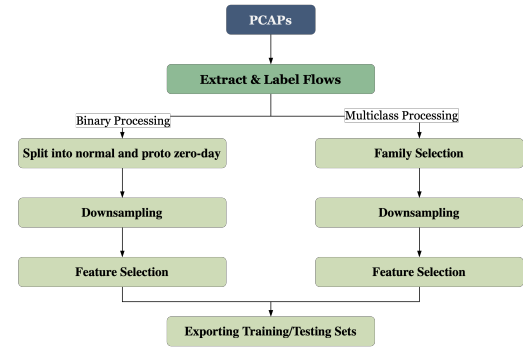 PCAPs
Extract & Label Flows
Binary Processing
Multiclass Processing
Split into normal and proto zero-day
Family Selection
Downsampling
Downsampling
Feature Selection
Feature Selection
Exporting Training/Testing Sets